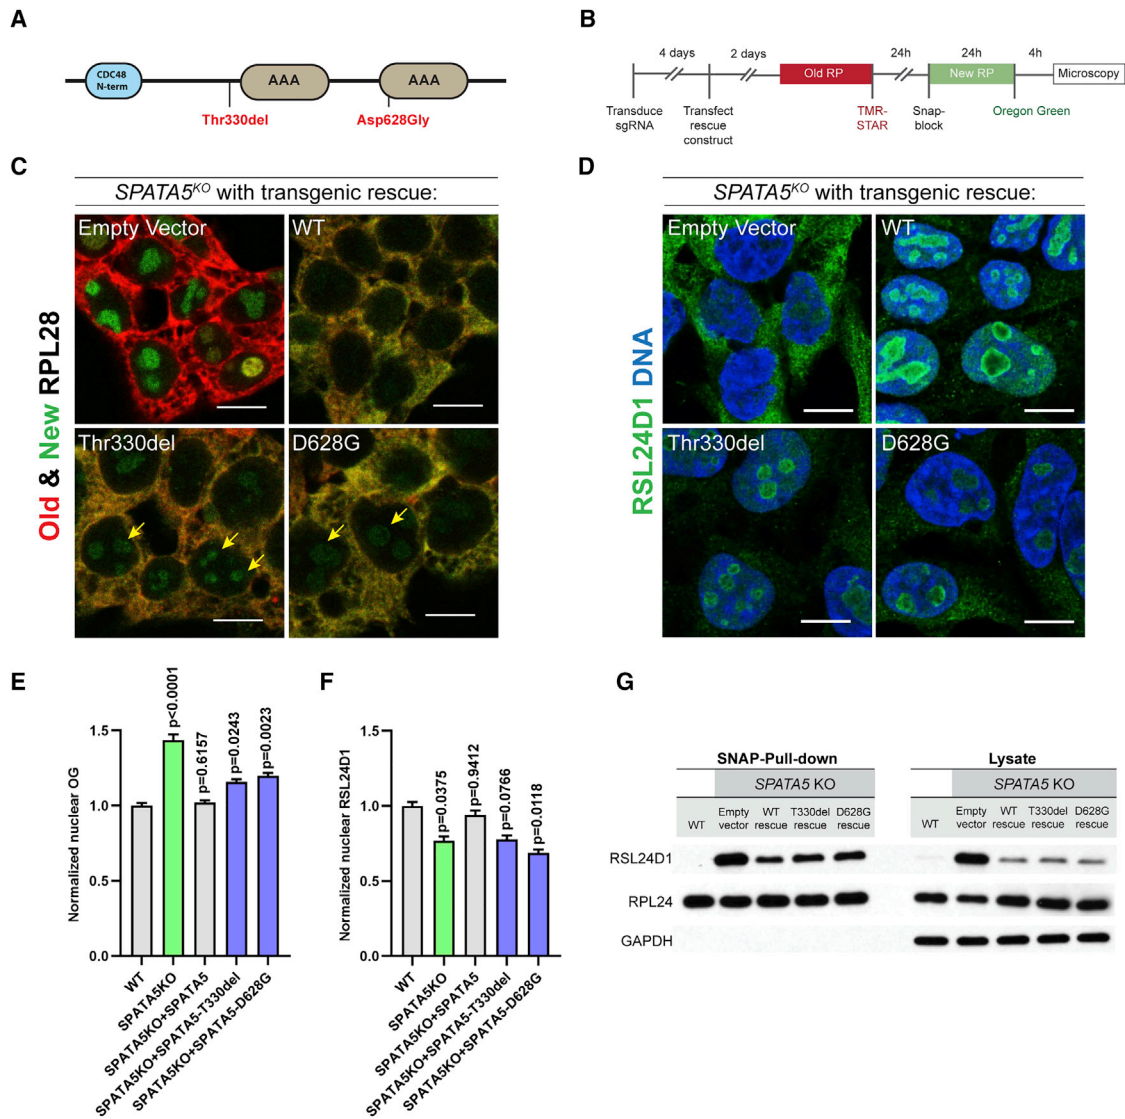 A
CDC48
N-term
AAA
AAA
Thr330del
Asp628Gly
B
4 days
2 days
24h
24h
4h
Old RP
New RP
Microscopy
Transduce
sgRNA
Transfect
rescue
construct
TMR-
STAR
Snap-
block
Oregon Green
C
SPATA5KO with transgenic rescue:
Empty Vector
WT
Thr330del
D628G
Old & New RPL28
D
SPATA5KO with transgenic rescue:
Empty Vector
WT
Thr330del
D628G
RSL24D1 DNA
E
Normalized nuclear OG
1.5
1.0
0.5
0.0
p<0.0001
p=0.6157
p=0.0243
p=0.0023
WT
SPATA5KO
SPATA5KO+SPATA5
SPATA5KO+SPATA5-T330del
SPATA5KO+SPATA5-D628G
F
Normalized nuclear RSL24D1
1.5
1.0
0.5
0.0
p=0.0375
p=0.9412
p=0.0766
p=0.0118
WT
SPATA5KO
SPATA5KO+SPATA5
SPATA5KO+SPATA5-T330del
SPATA5KO+SPATA5-D628G
G
SNAP-Pull-down
Lysate
SPATA5 KO
SPATA5 KO
WT
Empty vector
WT rescue
T330del rescue
D628G rescue
WT
Empty vector
WT rescue
T330del rescue
D628G rescue
RSL24D1
RPL24
GAPDH